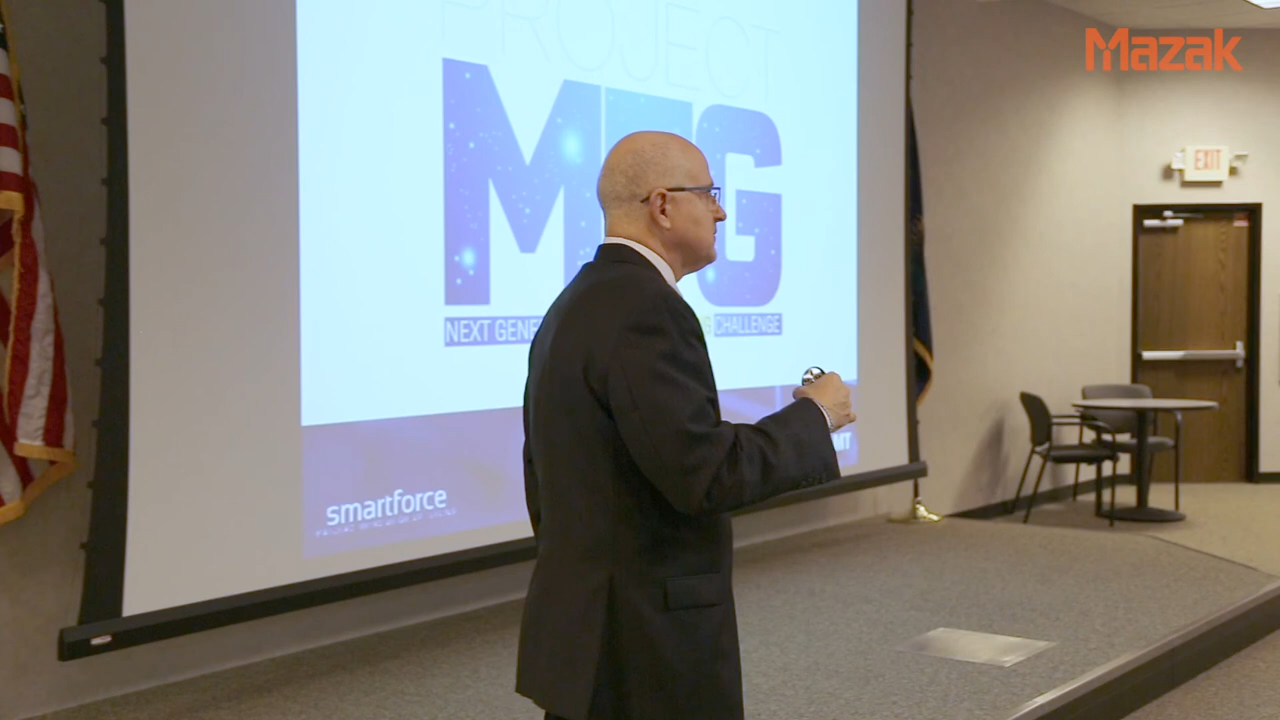 Mazak
PROJECT
MFG
EXIT
NEXT GENE CHALLENGE
smartforce